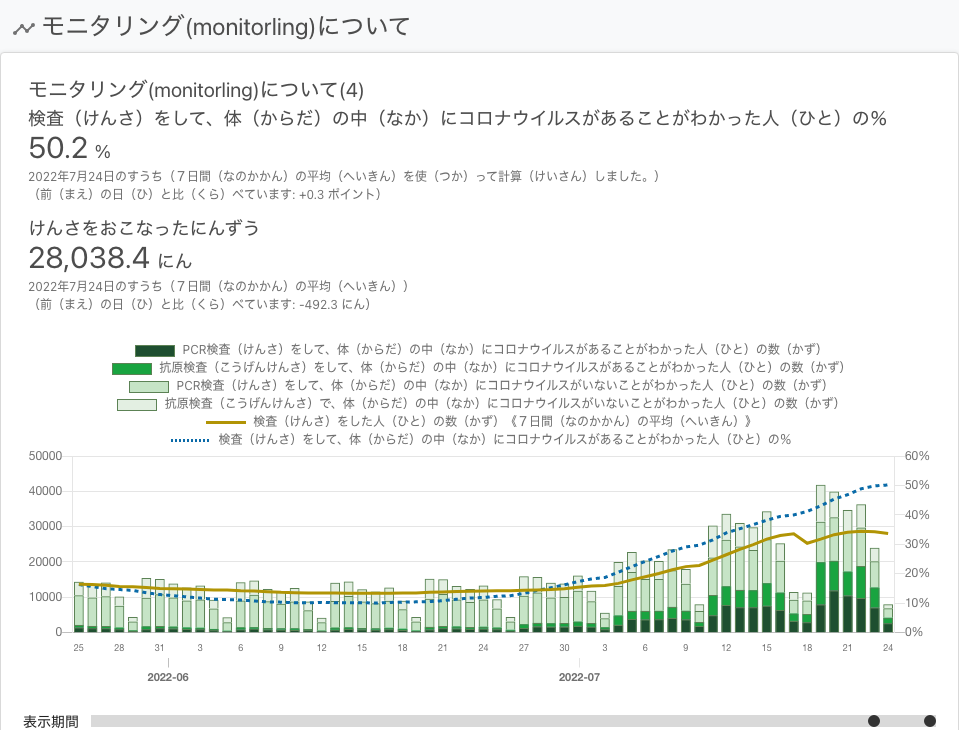 モニタリング(monitorling)について
モニタリング(monitorling)について(4)
検査（けんさ）をして、体（からだ）の中（なか）にコロナウイルスがあることがわかった人（ひと）の%
50.2 %
2022年7月24日のすうち（７日間（なのかかん）の平均（へいきん）を使（つか）って計算（けいさん）しました。）
（前（まえ）の日（ひ）と比（くら）べています: +0.3 ポイント）
けんさをおこなったにんずう
28,038.4 にん
2022年7月24日のすうち（７日間（なのかかん）の平均（へいきん））
（前（まえ）の日（ひ）と比（くら）べています: -492.3 にん）
PCR検査（けんさ）をして、体（からだ）の中（なか）にコロナウイルスがあることがわかった人（ひと）の数（かず）
抗原検査（こうげんけんさ）をして、体（からだ）の中（なか）にコロナウイルスがあることがわかった人（ひと）の数（かず）
PCR検査（けんさ）をして、体（からだ）の中（なか）にコロナウイルスがいないことがわかった人（ひと）の数（かず）
抗原検査（こうげんけんさ）で、体（からだ）の中（なか）にコロナウイルスがいないことがわかった人（ひと）の数（かず）
検査（けんさ）をした人（ひと）の数（かず）《７日間（なのかかん）の平均（へいきん）》
検査（けんさ）をして、体（からだ）の中（なか）にコロナウイルスがあることがわかった人（ひと）の%
50000 60%
40000 50%
40%
30000 30%
20000 20%
10000 10%
0 0%
25 28 31 3 6 9 12 15 18 21 24 27 30 3 6 9 12 15 18 21 24
2022-06 2022-07
表示期間